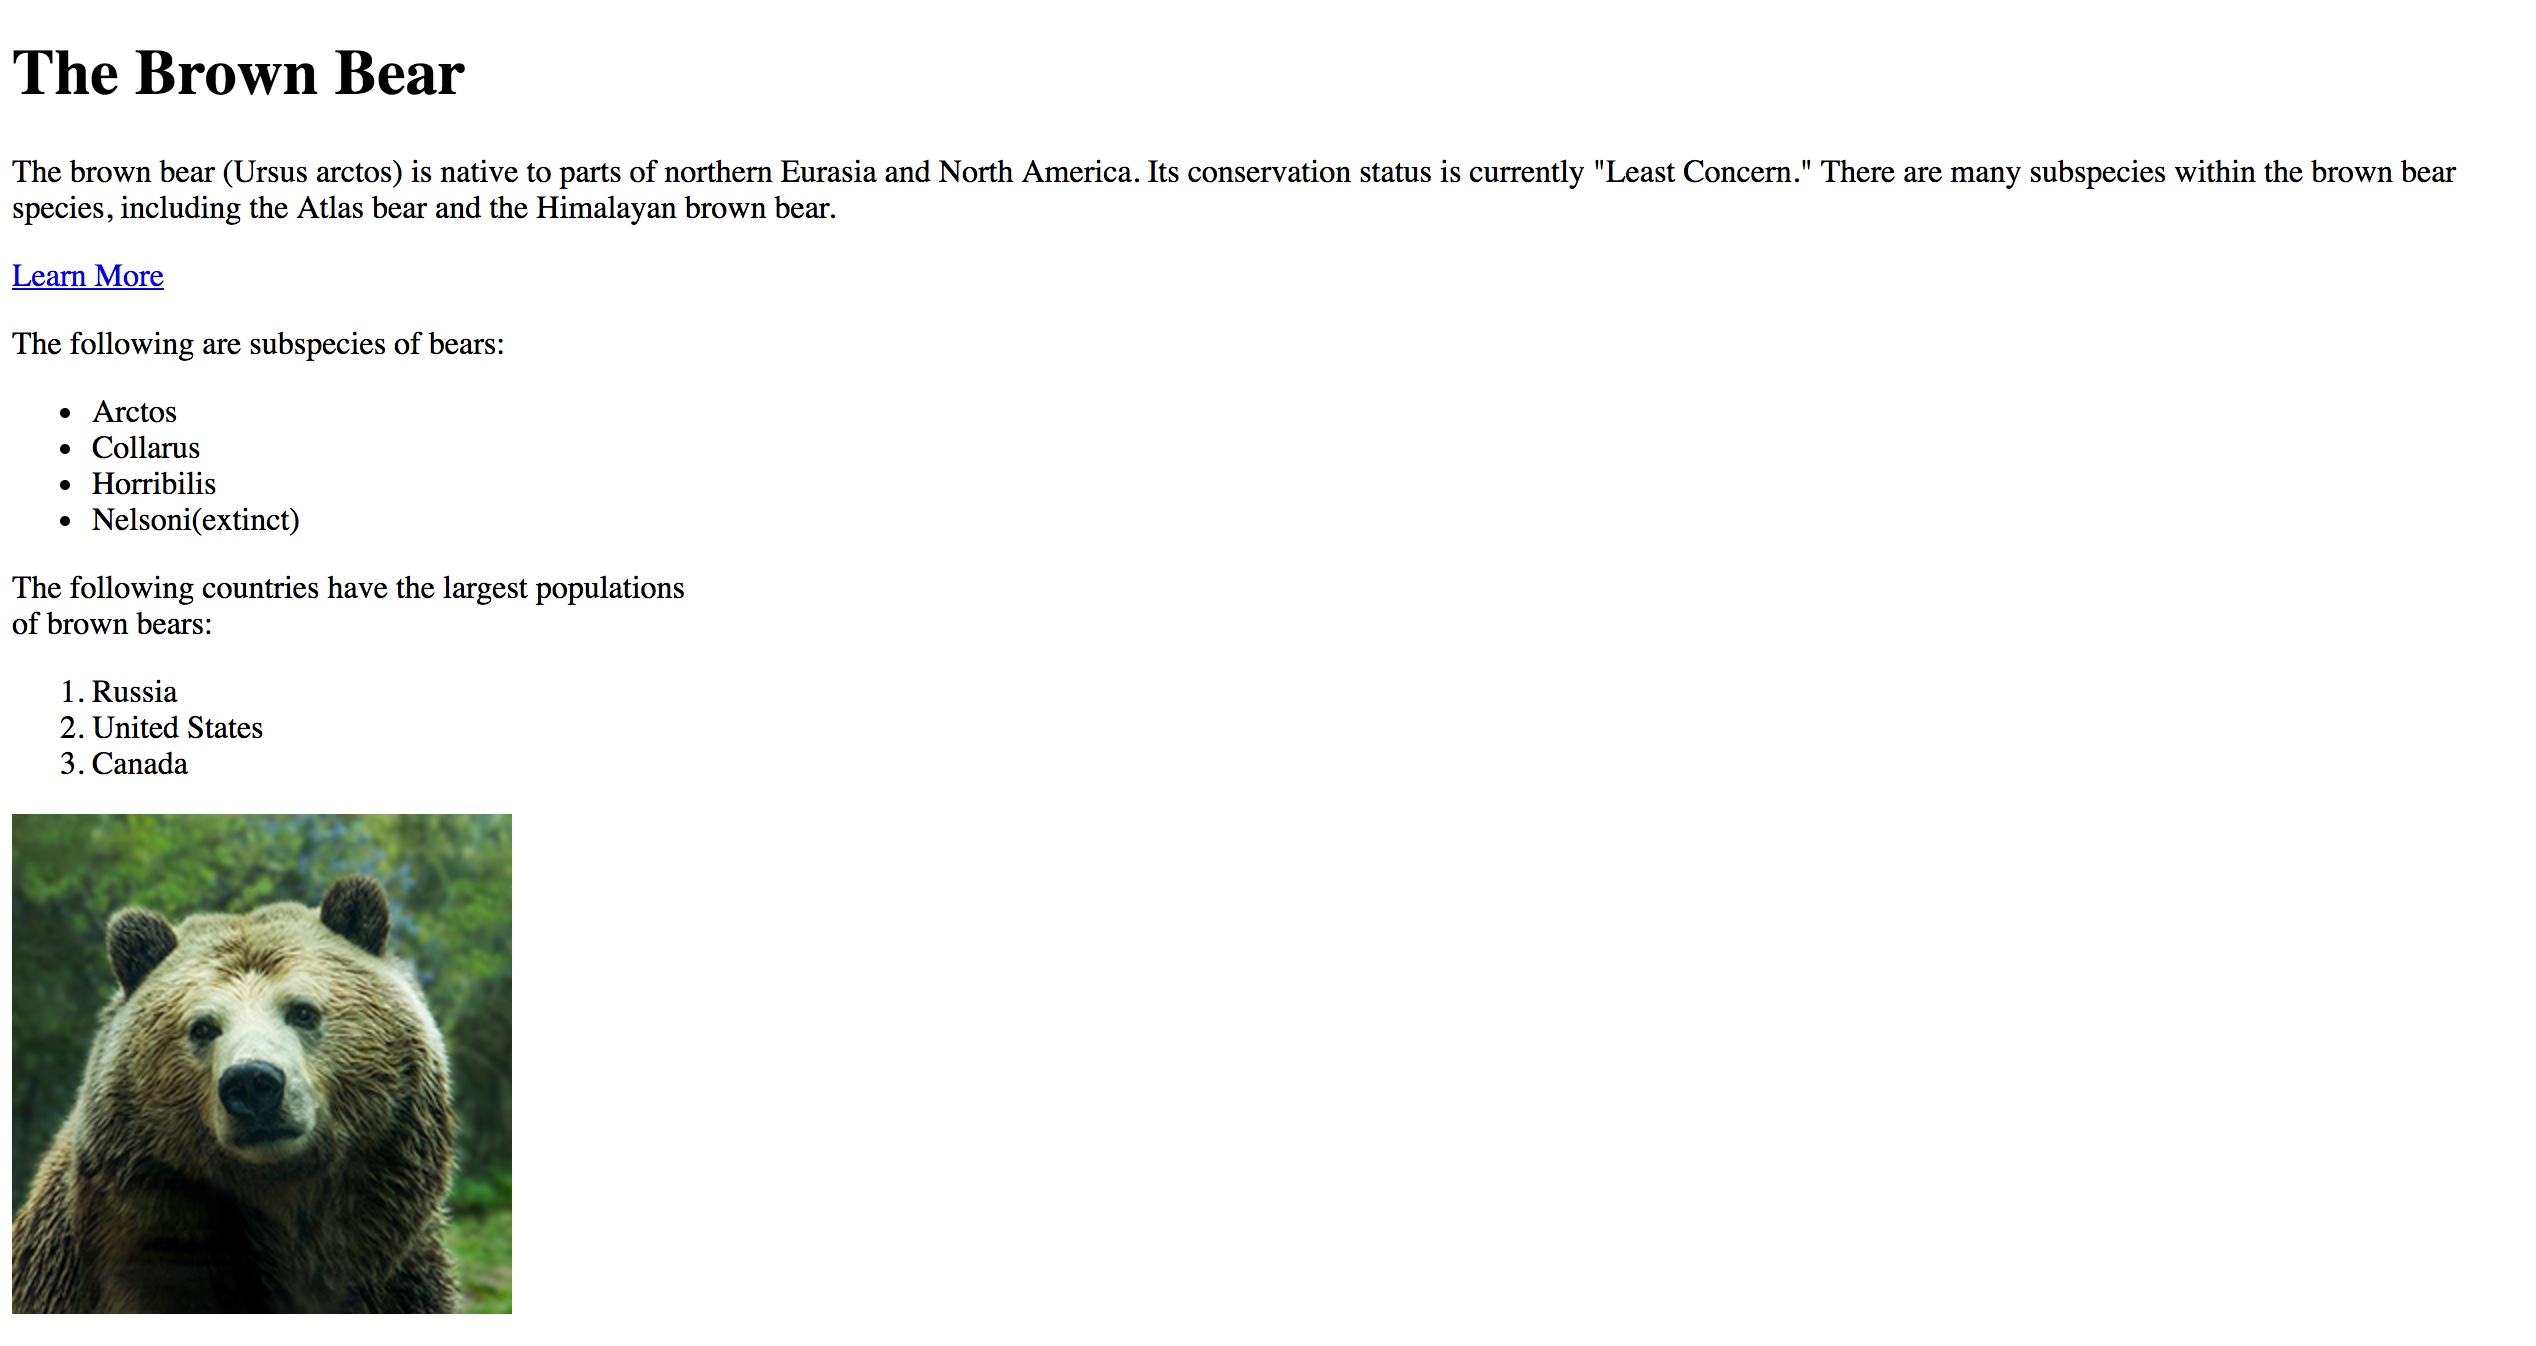 The Brown Bear
The brown bear (Ursus arctos) is native to parts of northern Eurasia and North America. Its conservation status is currently "Least Concern." There are many subspecies within the brown bear
species, including the Atlas bear and the Himalayan brown bear.
Learn More
The following are subspecies of bears:
• Arctos
• Collarus
• Horribilis
• Nelsoni(extinct)
The following countries have the largest populations
of brown bears:
1. Russia
2. United States
3. Canada